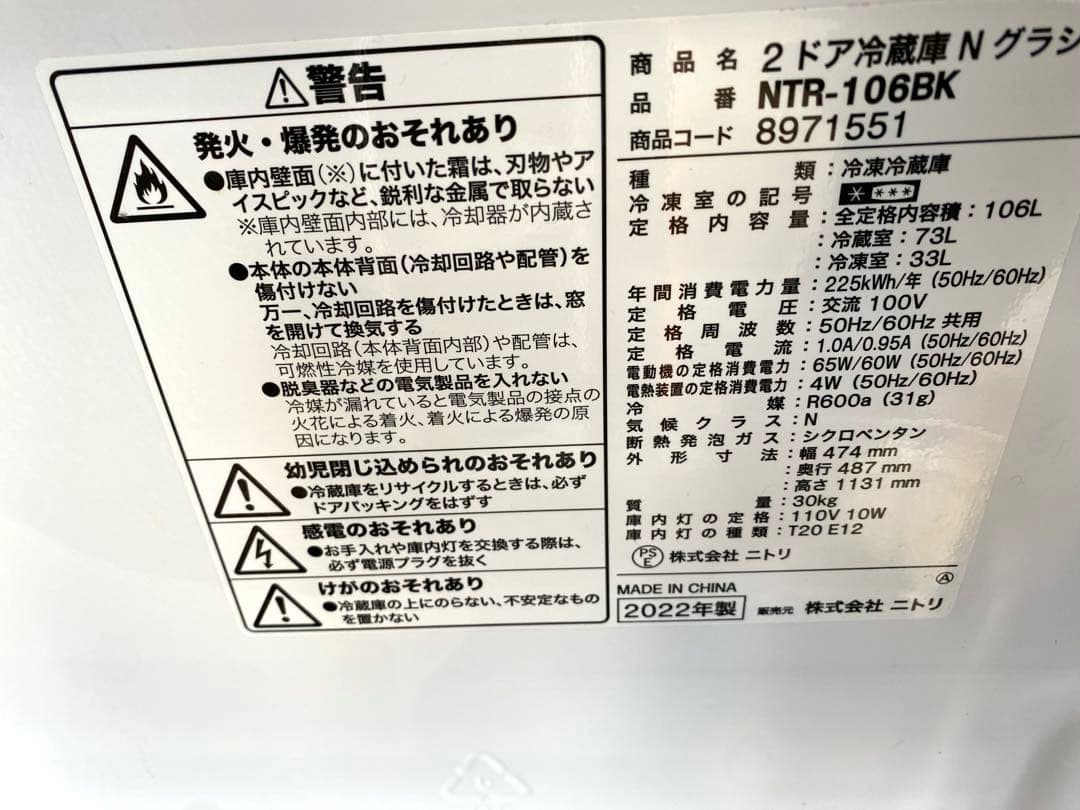 警告
発火・爆発のおそれあり
●庫内壁面(※)に付いた霜は、刃物やア
イスピックなど、鋭利な金属で取らない
※庫内壁面内部には、冷却器が内蔵さ
れています。
●本体の本体背面(冷却回路や配管)を
傷付けない
万一、冷却回路を傷付けたときは、窓
を開けて換気する
冷却回路(本体背面内部)や配管は、
可燃性冷媒を使用しています。
●脱臭器などの電気製品を入れない
冷媒が漏れていると電気製品の接点の
火花による着火、着火による爆発の原
因になります。
幼児閉じ込められのおそれあり
●冷蔵庫をリサイクルするときは、必ず
ドアパッキングをはずす
感電のおそれあり
●お手入れや庫内灯を交換する際は、
必ず電源プラグを抜く
けがのおそれあり
●冷蔵庫の上にのらない、不安定なもの
を置かない
商品名 2ドア冷蔵庫 N グラシ
品番 NTR-106BK
商品コード 8971551
種類:冷凍冷蔵庫
冷凍室の記号 * ***
定格内容量:全定格内容積:106L
:冷蔵室:73L
:冷凍室:33L
年間消費電力量:225kWh/年 (50Hz/60Hz)
定格電圧:交流 100V
定格周波数:50Hz/60Hz 共用
定格電流:1.0A/0.95A (50Hz/60Hz)
電動機の定格消費電力:65W/60W (50Hz/60Hz)
電熱装置の定格消費電力:4W (50Hz/60Hz)
冷媒:R600a (31g)
気候クラス:N
断熱発泡ガス:シクロペンタン
外形寸法:幅 474 mm
:奥行 487 mm
:高さ 1131 mm
質量:30kg
庫内灯の定格:110V 10W
庫内灯の種類:T20 E12
PSE 株式会社 ニトリ
MADE IN CHINA Ⓐ
2022年製 販売元 株式会社 ニトリ